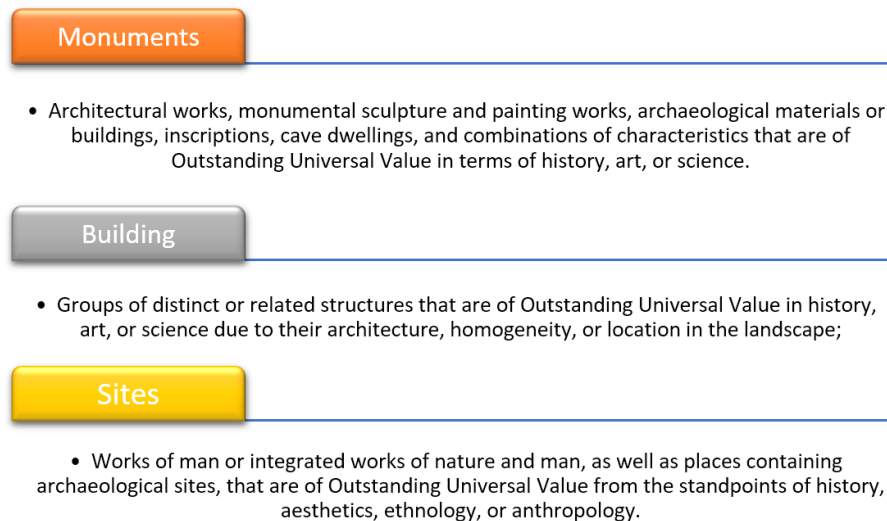 Monuments
• Architectural works, monumental sculpture and painting works, archaeological materials or
buildings, inscriptions, cave dwellings, and combinations of characteristics that are of
Outstanding Universal Value in terms of history, art, or science.
Building
• Groups of distinct or related structures that are of Outstanding Universal Value in history,
art, or science due to their architecture, homogeneity, or location in the landscape;
Sites
• Works of man or integrated works of nature and man, as well as places containing
archaeological sites, that are of Outstanding Universal Value from the standpoints of history,
aesthetics, ethnology, or anthropology.